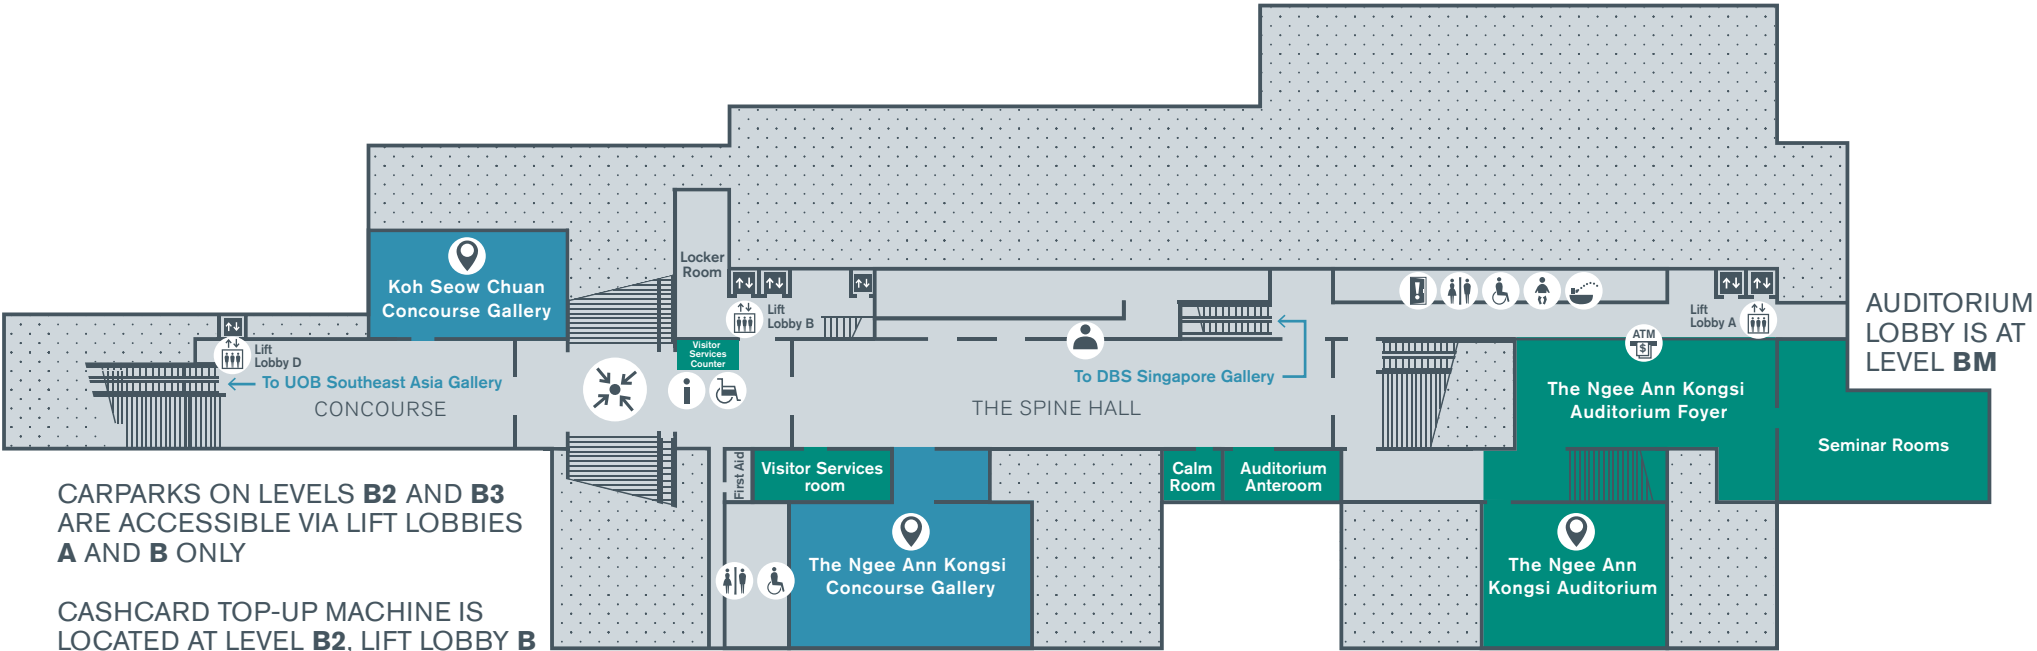 Locker
Room
Koh Seow Chuan
Concourse Gallery
Lift
Lobby B
Lift
Lobby A
AUDITORIUM
LOBBY IS AT
LEVEL BM
Lift
Lobby D
Visitor
Services
Counter
ATM
$
To UOB Southeast Asia Gallery
CONCOURSE
To DBS Singapore Gallery
THE SPINE HALL
The Ngee Ann Kongsi
Auditorium Foyer
Seminar Rooms
First Aid
Visitor Services
room
Calm
Room
Auditorium
Anteroom
CARPARKS ON LEVELS B2 AND B3
ARE ACCESSIBLE VIA LIFT LOBBIES
A AND B ONLY
The Ngee Ann Kongsi
Concourse Gallery
The Ngee Ann
Kongsi Auditorium
CASHCARD TOP-UP MACHINE IS
LOCATED AT LEVEL B2, LIFT LOBBY B